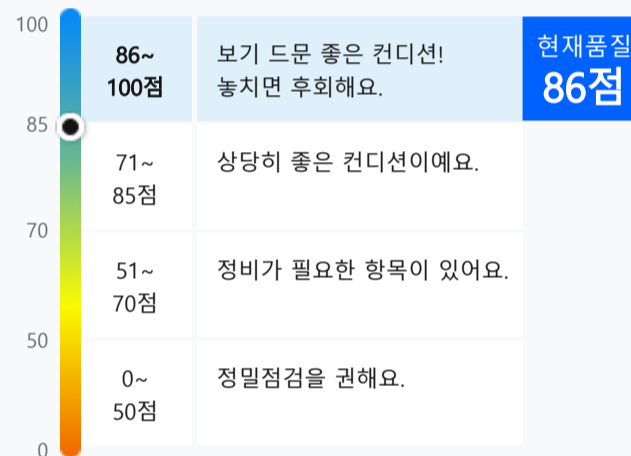 100
86~
100점
보기 드문 좋은 컨디션!
놓치면 후회해요.
현재품질
86점
85
71~
85점
상당히 좋은 컨디션이예요.
70
51~
70점
정비가 필요한 항목이 있어요.
50
0~
50점
정밀점검을 권해요.
0